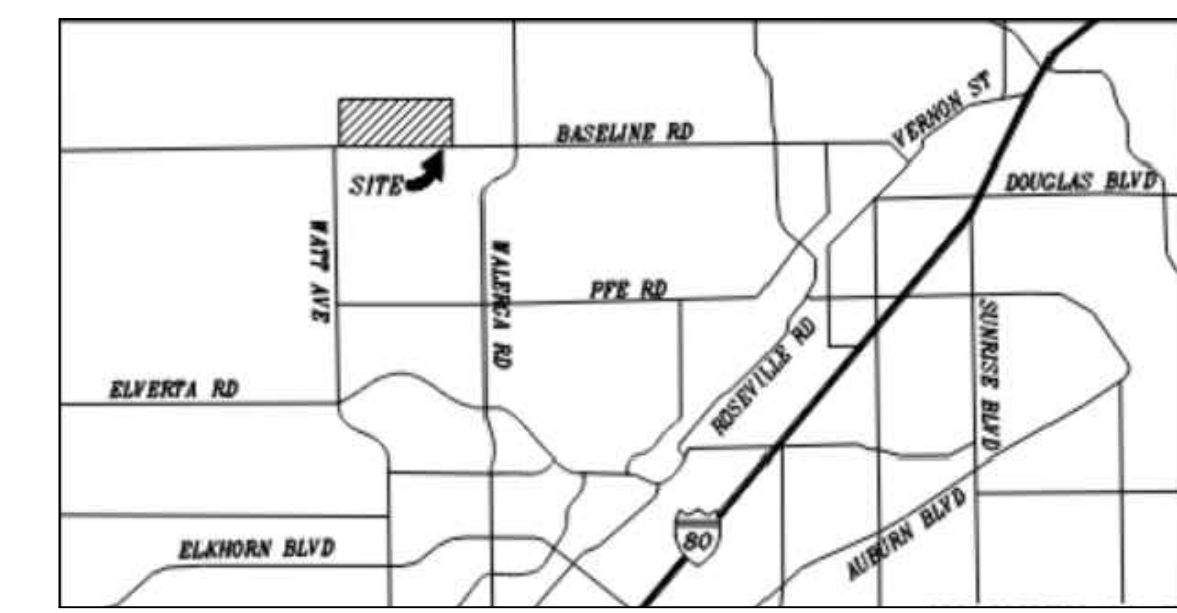 VERNON ST
BASELINE RD
SITE
DOUGLAS BLVD
WATT AVE
WALERGA RD
PFE RD
SUNRISE BLVD
ROSEVILLE RD
ELVERTA RD
AUBURN BLVD
80
ELKHORN BLVD